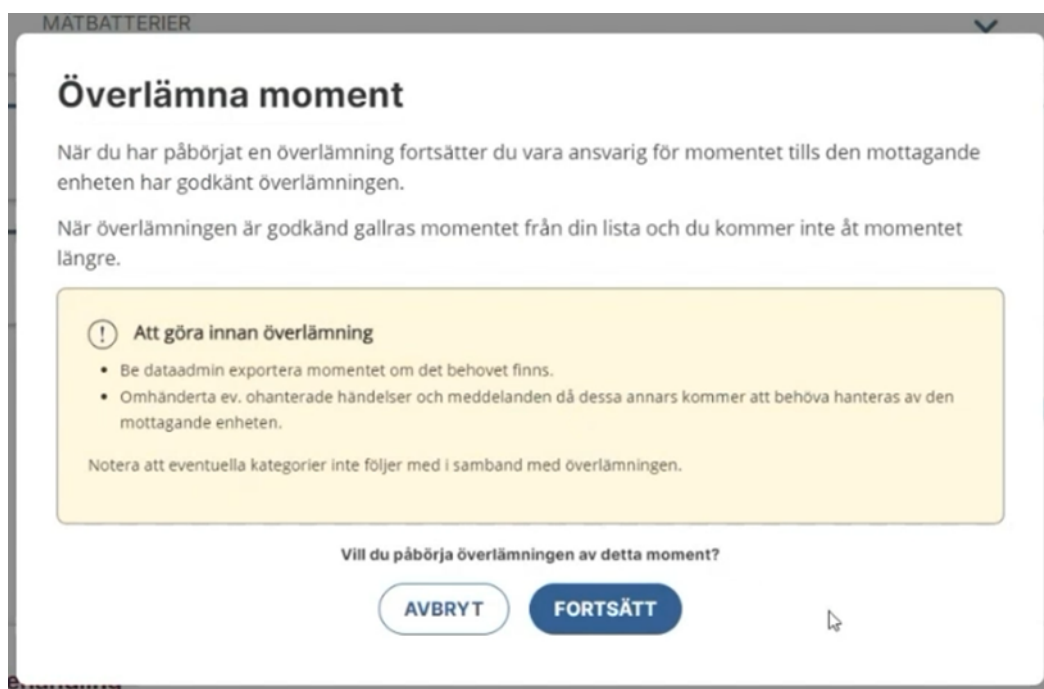 MÄTBATTERIER
Överlämna moment
När du har påbörjat en överlämning fortsätter du vara ansvarig för momentet tills den mottagande
enheten har godkänt överlämningen.
När överlämningen är godkänd gallras momentet från din lista och du kommer inte åt momentet
längre.
Att göra innan överlämning
• Be dataadmin exportera momentet om det behovet finns.
• Omhänderta ev. ohanterade händelser och meddelanden då dessa annars kommer att behöva hanteras av den
mottagande enheten.
Notera att eventuella kategorier inte följer med i samband med överlämningen.
Vill du påbörja överlämningen av detta moment?
AVBRYT
FORTSÄTT